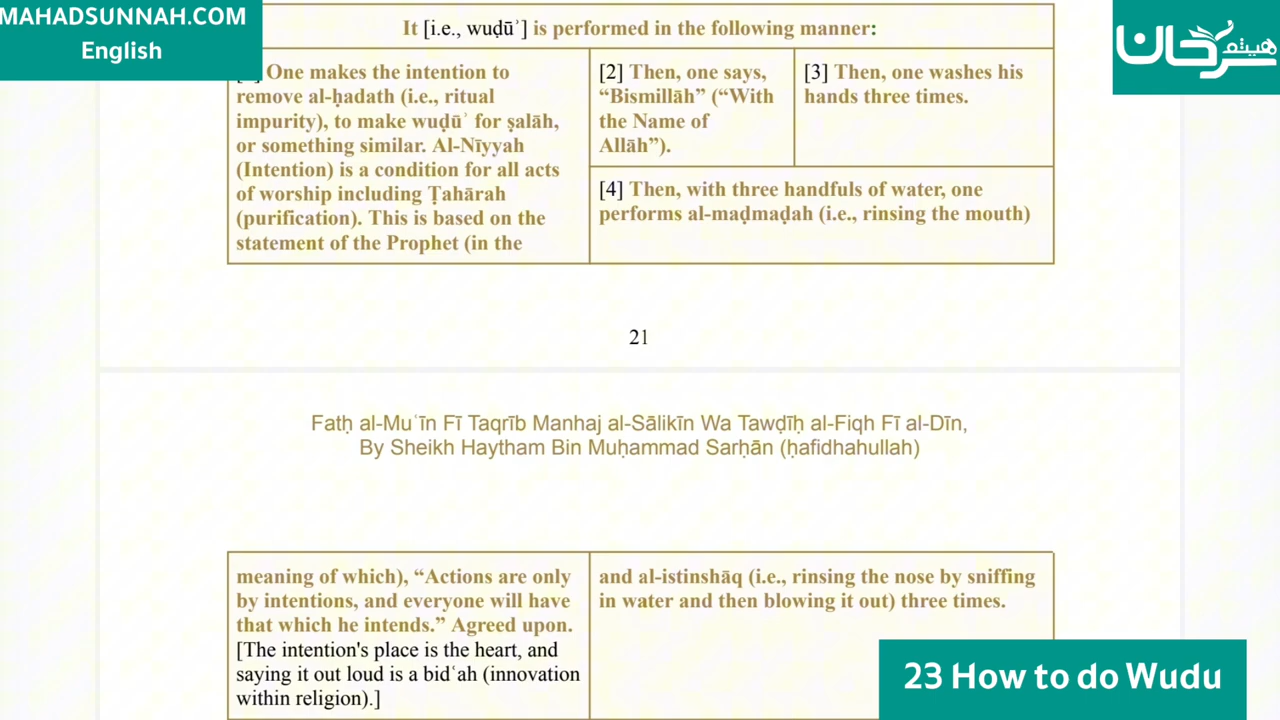 MAHADSUNNAH.COM
English
هيثم
سرحان
It [i.e., wuḍūʾ] is performed in the following manner:
One makes the intention to
remove al-ḥadath (i.e., ritual
impurity), to make wuḍūʾ for ṣalāh,
or something similar. Al-Nīyyah
(Intention) is a condition for all acts
of worship including Ṭahārah
(purification). This is based on the
statement of the Prophet (in the
[2] Then, one says,
“Bismillāh” (“With
the Name of
Allāh”).
[3] Then, one washes his
hands three times.
[4] Then, with three handfuls of water, one
performs al-maḍmaḍah (i.e., rinsing the mouth)
21
Fatḥ al-Muʿīn Fī Taqrīb Manhaj al-Sālikīn Wa Tawḍīḥ al-Fiqh Fī al-Dīn,
By Sheikh Haytham Bin Muḥammad Sarḥān (ḥafidhahullah)
meaning of which), “Actions are only
by intentions, and everyone will have
that which he intends.” Agreed upon.
[The intention's place is the heart, and
saying it out loud is a bidʿah (innovation
within religion).]
and al-istinshāq (i.e., rinsing the nose by sniffing
in water and then blowing it out) three times.
23 How to do Wudu